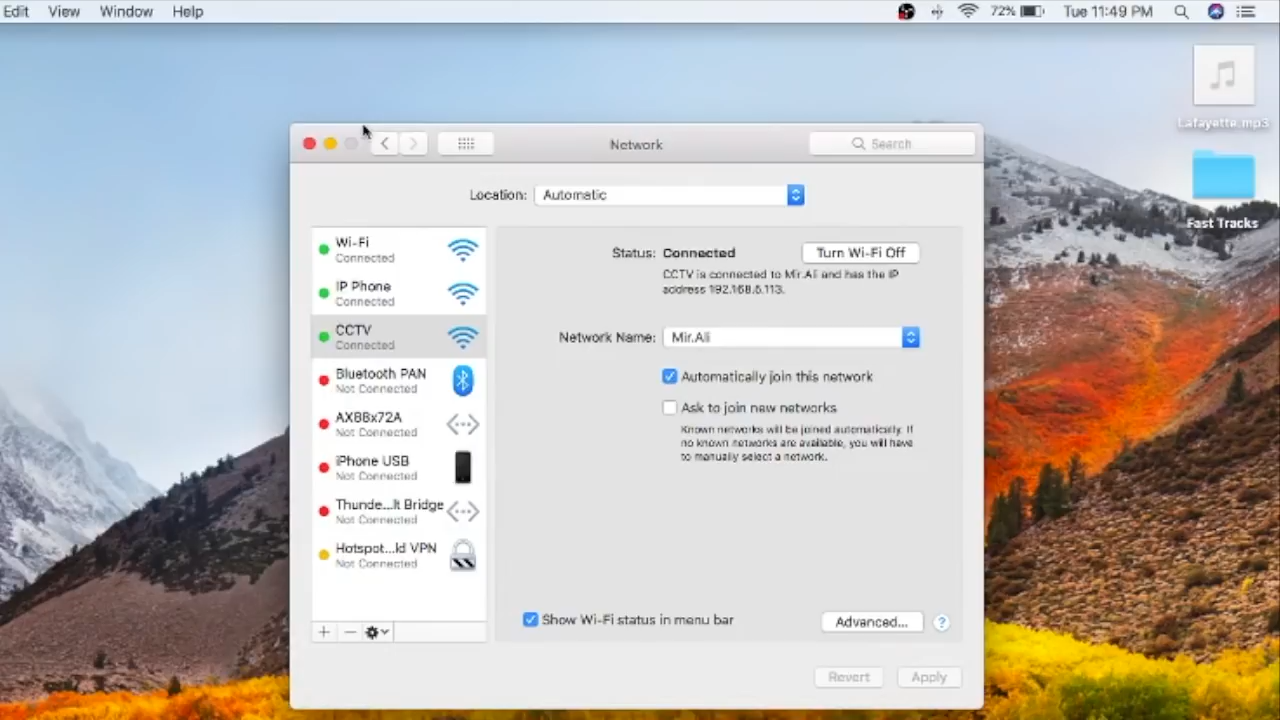 Edit View Window Help 72% Tue 11:49 PM
Lafayette.mp3
Fast Tracks
Network
Search
Location: Automatic
Wi-Fi
Connected
IP Phone
Connected
CCTV
Connected
Bluetooth PAN
Not Connected
AX88x72A
Not Connected
iPhone USB
Not Connected
Thunde...lt Bridge
Not Connected
Hotspot...ld VPN
Not Connected
Status: Connected
Turn Wi-Fi Off
CCTV is connected to Mir.Ali and has the IP
address 192.168.5.113.
Network Name: Mir.Ali
Automatically join this network
Ask to join new networks
Known networks will be joined automatically. If
no known networks are available, you will have
to manually select a network.
Show Wi-Fi status in menu bar
Advanced... ?
Revert Apply